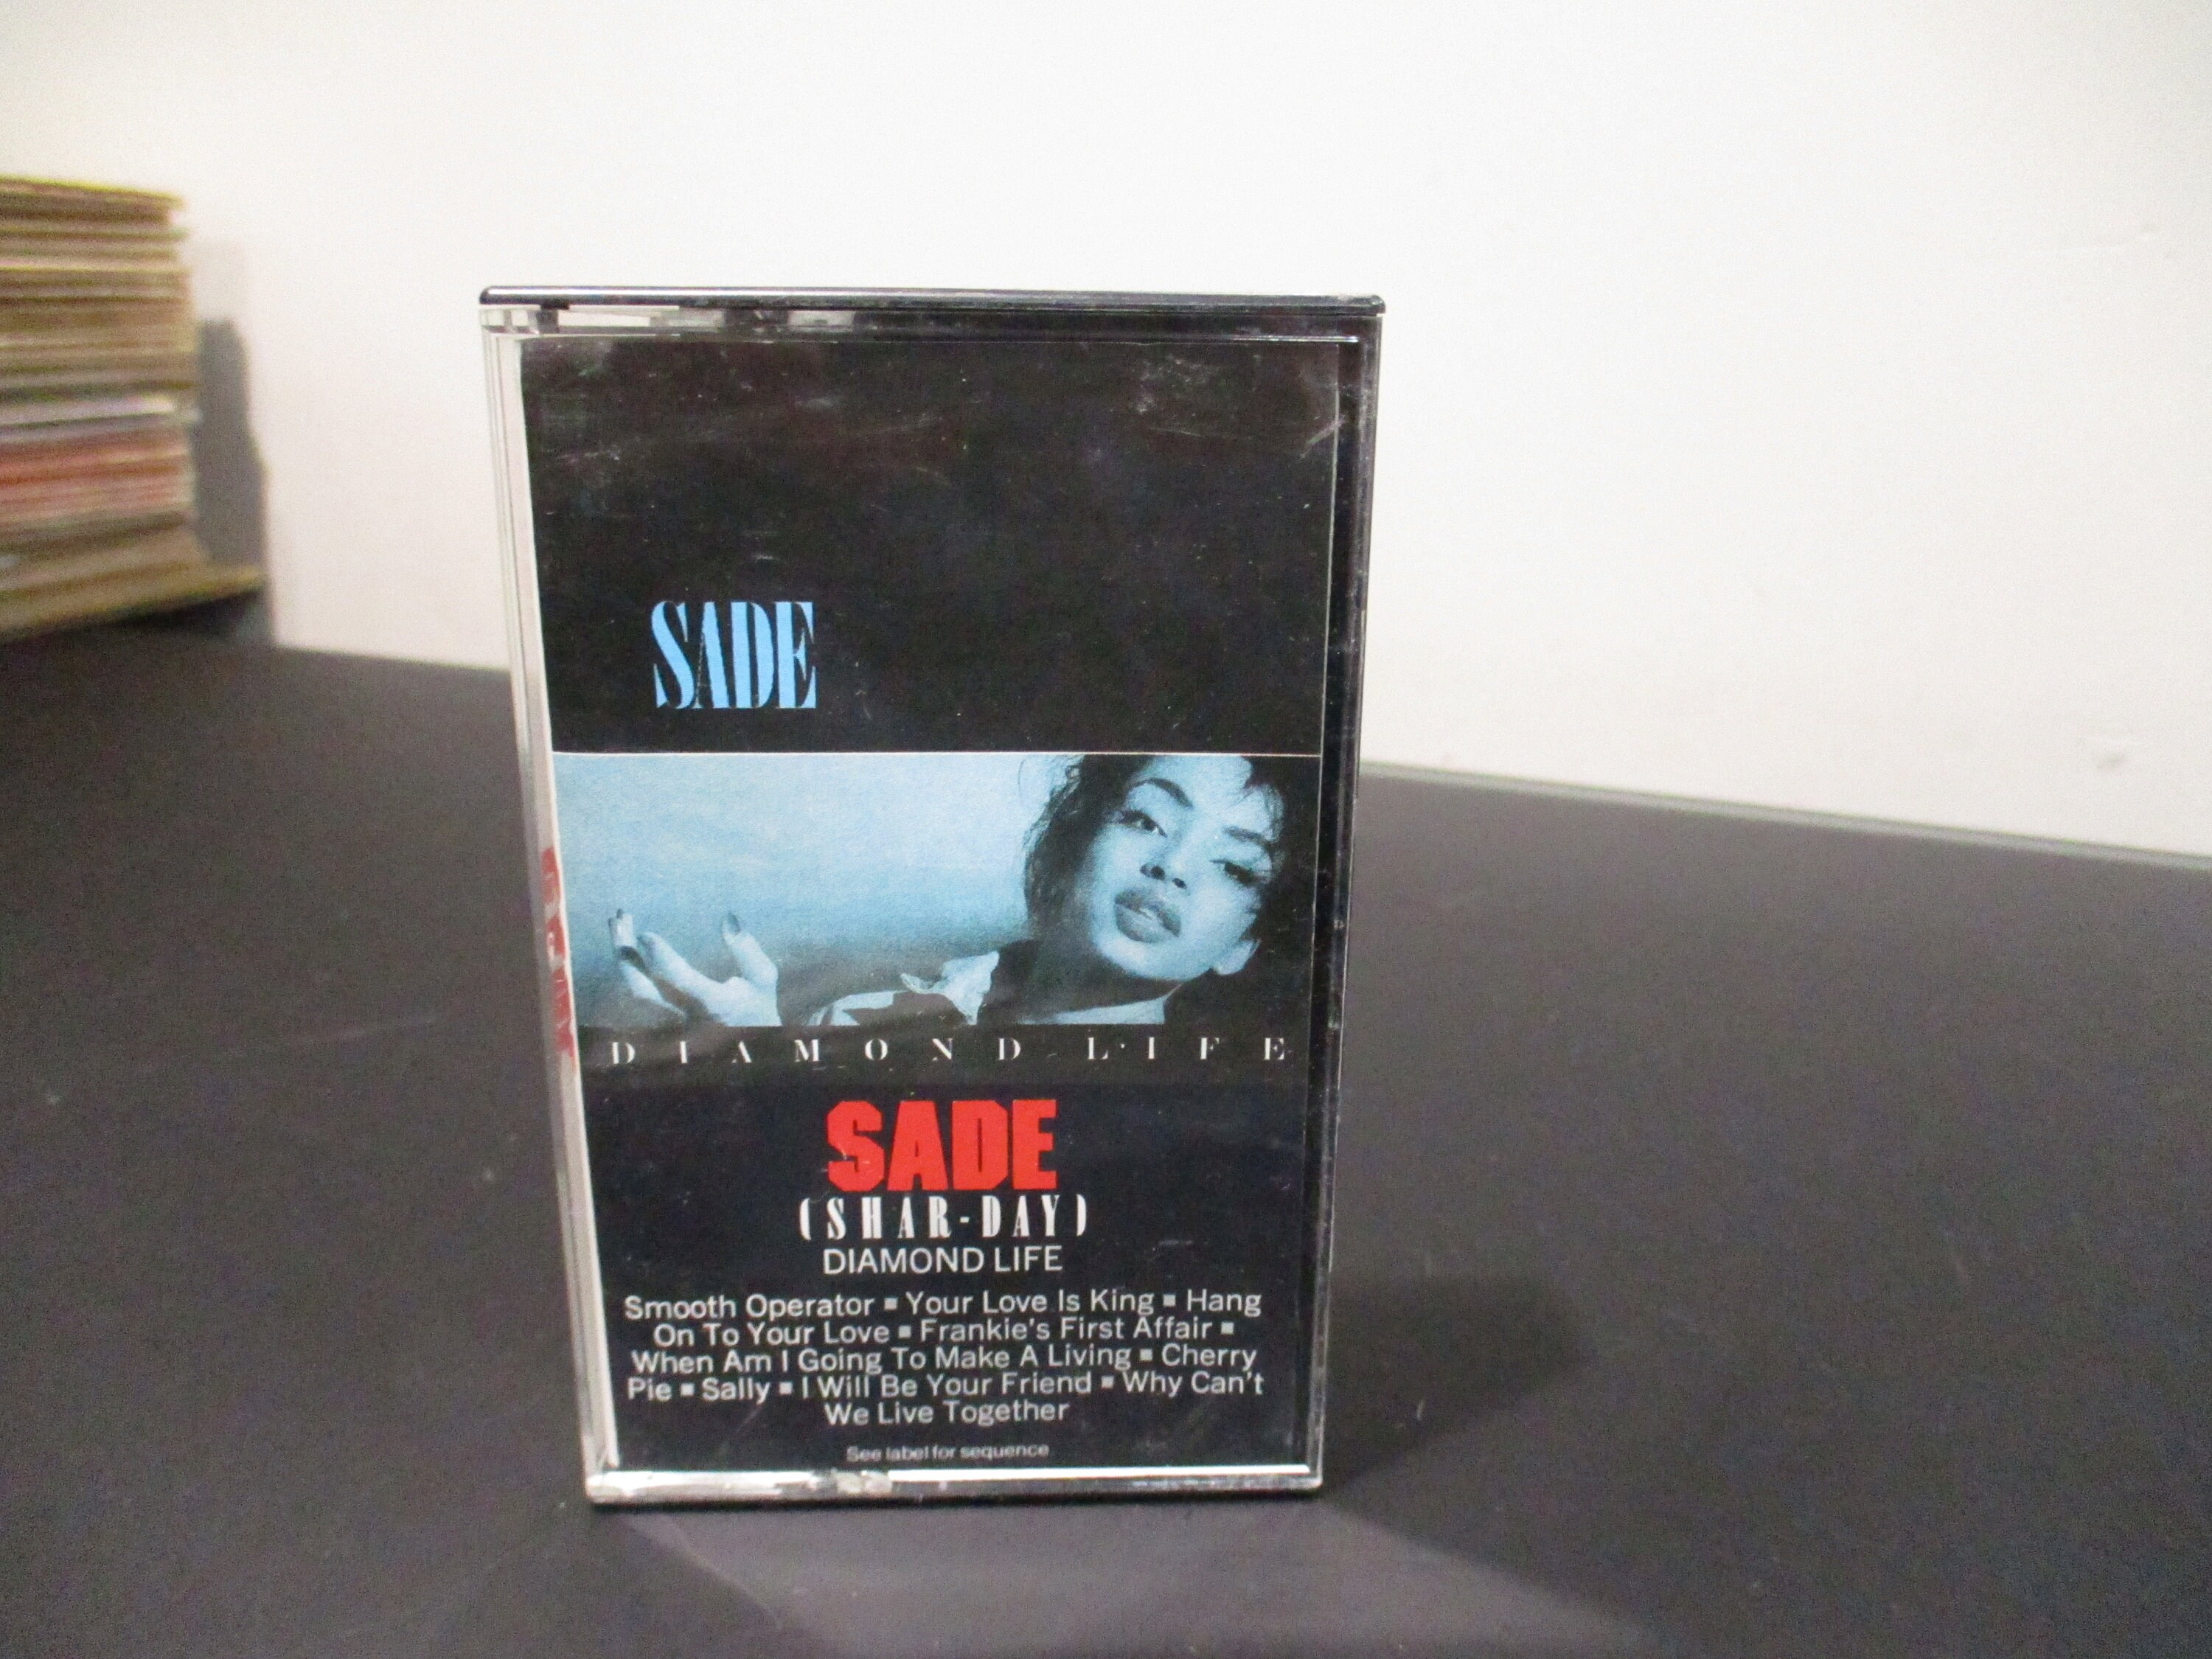 SADE
DIAMOND LIFE
SADE
(SHAR-DAY)
DIAMOND LIFE
Smooth Operator ▪ Your Love Is King ▪ Hang
On To Your Love ▪ Frankie's First Affair ▪
When Am I Going To Make A Living ▪ Cherry
Pie ▪ Sally ▪ I Will Be Your Friend ▪ Why Can't
We Live Together
See label for sequence